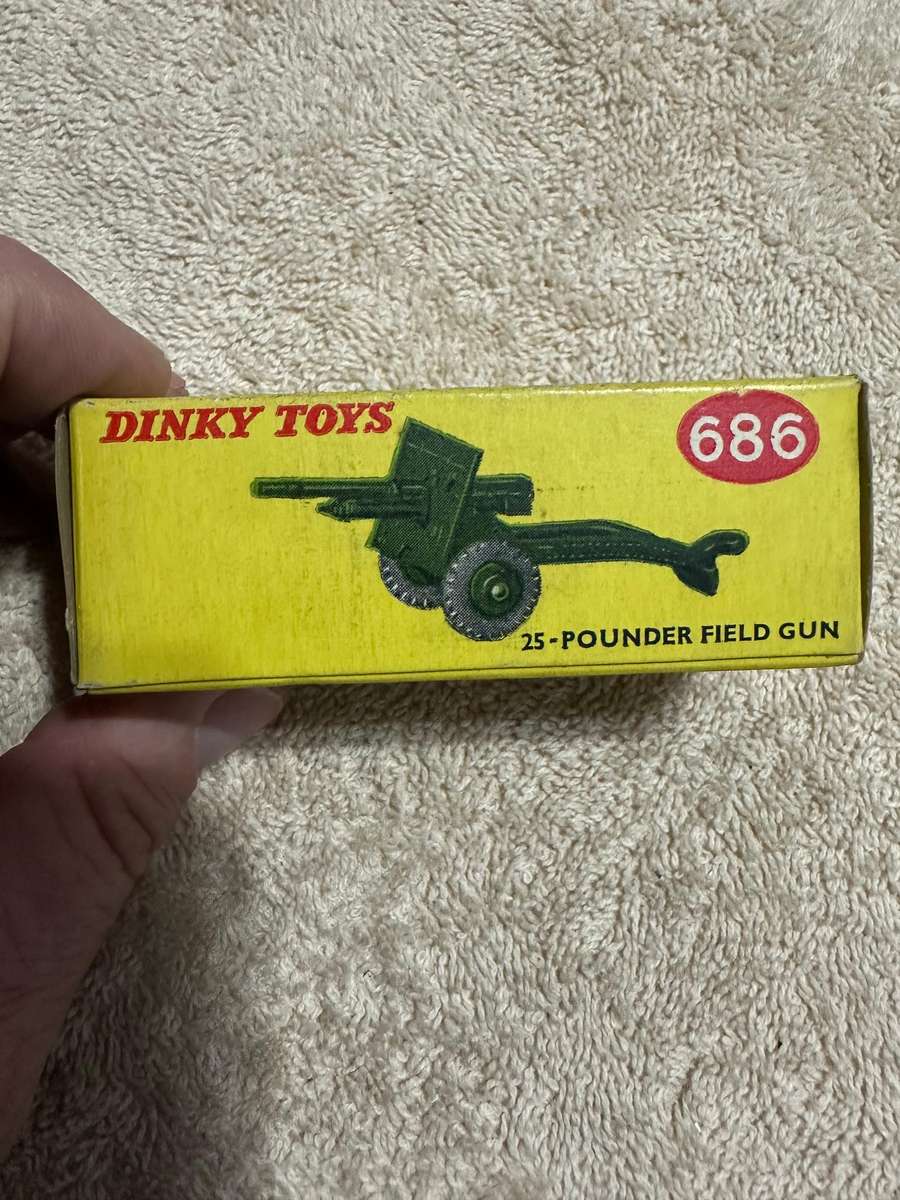 DINKY TOYS
686
25-POUNDER FIELD GUN